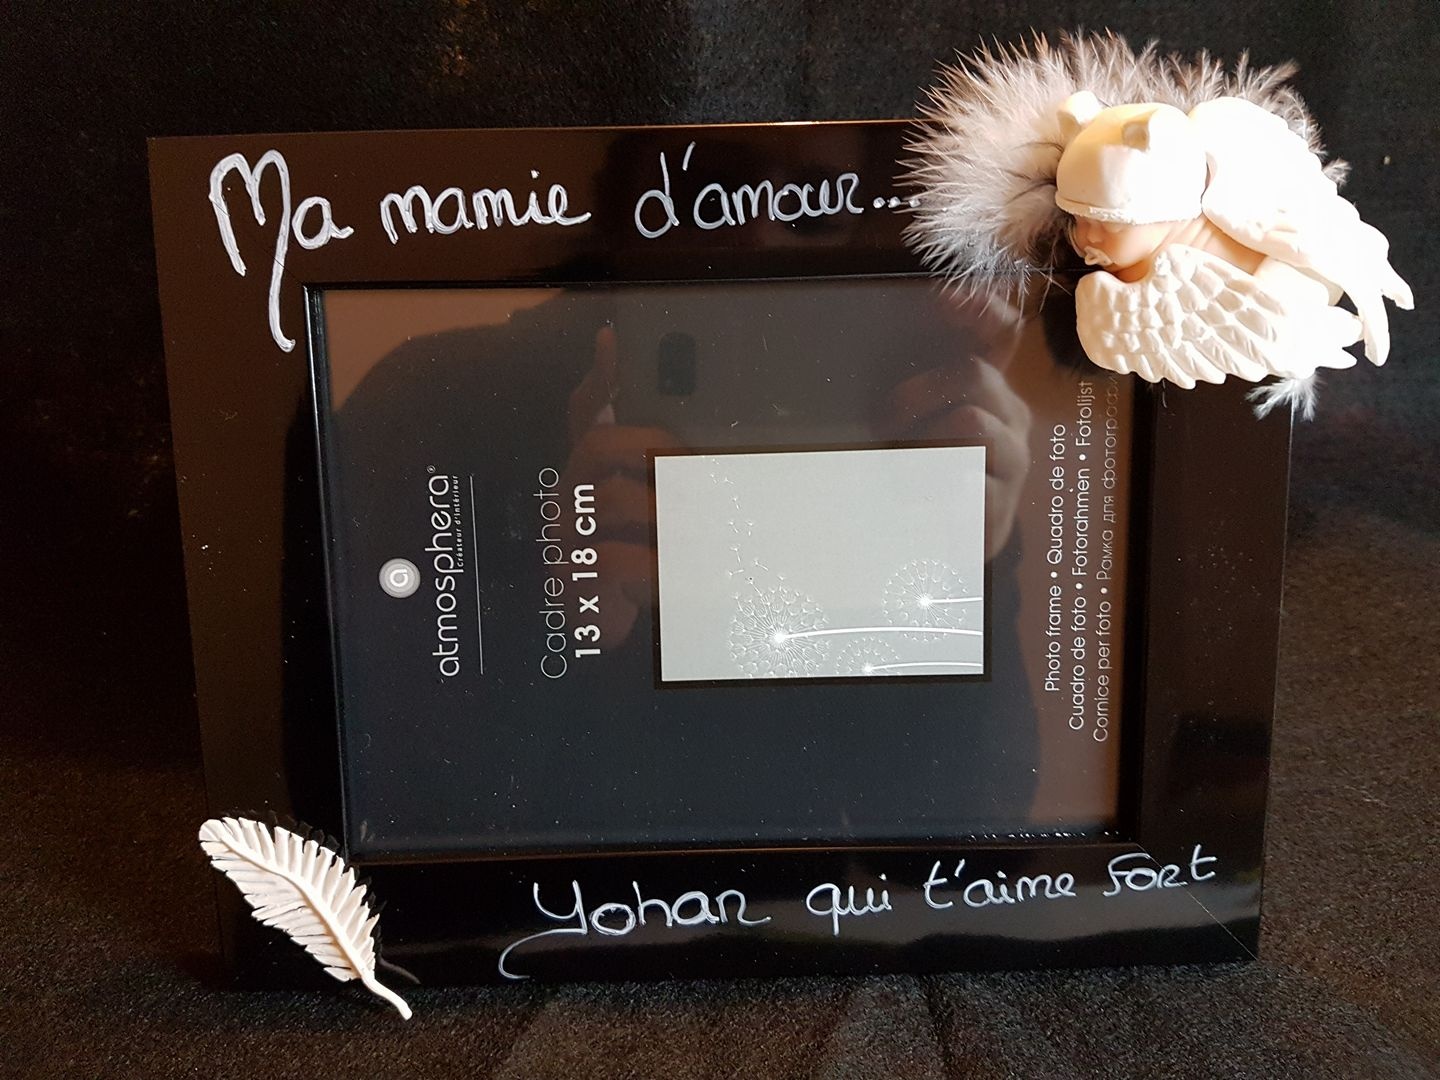 Ma mamie d'amour...
a
atmosphera®
créateur d'intérieur
Cadre photo
13 x 18 cm
Photo frame • Quadro de foto
Cuadro de foto • Fotorahmen • Fotolijst
Cornice per foto • Рамка для фотографи
Yohan qui t'aime fort